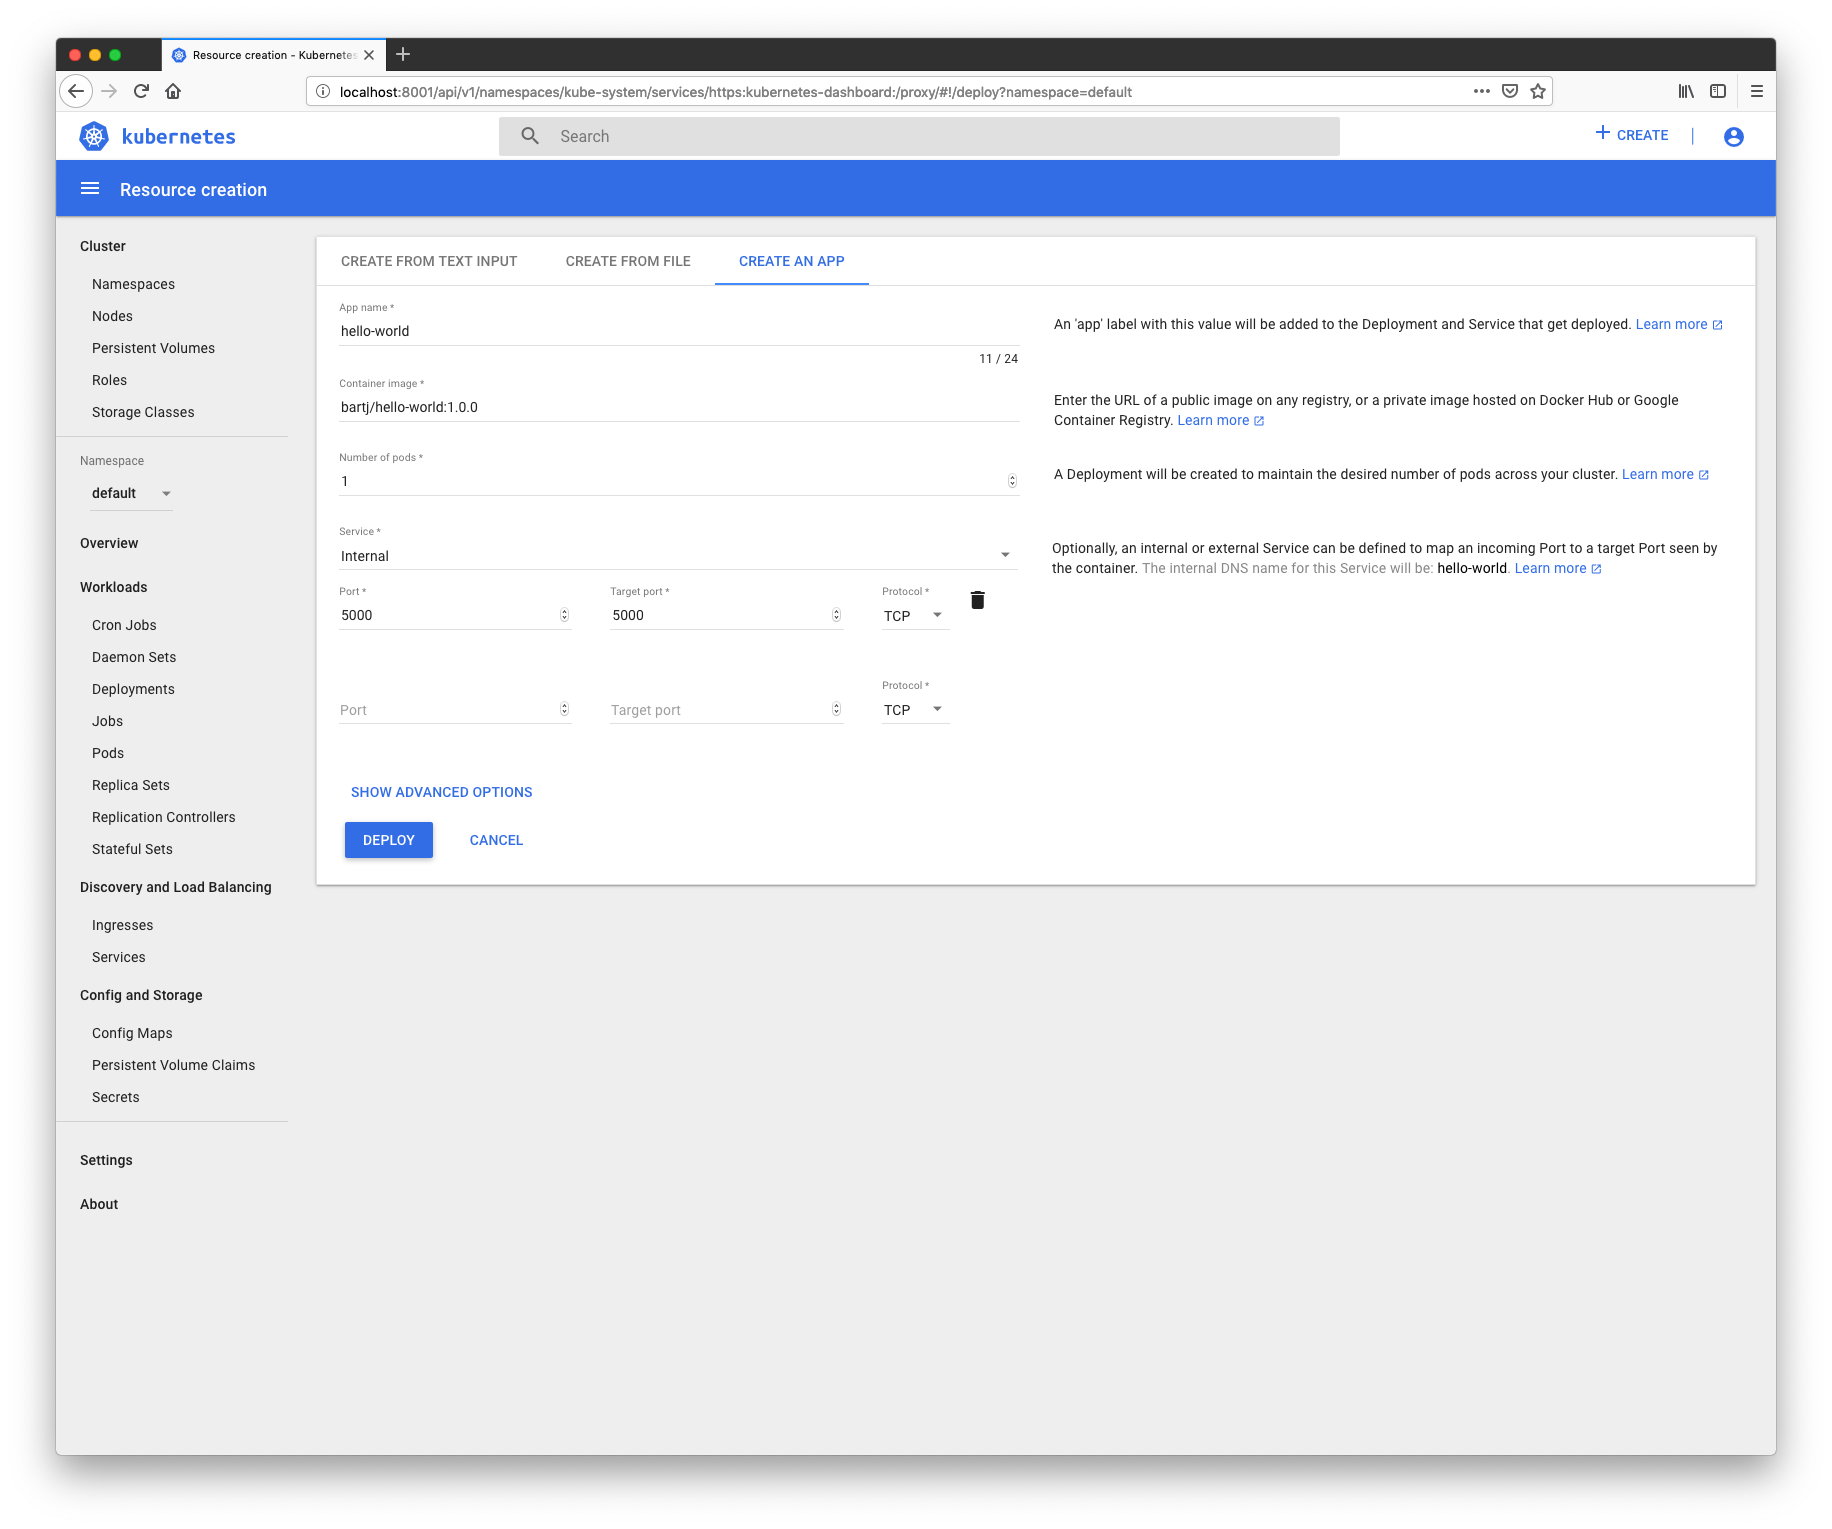 Resource creation - Kubernetes
localhost:8001/api/v1/namespaces/kube-system/services/https:kubernetes-dashboard:/proxy/#!/deploy?namespace=default
kubernetes
Search
CREATE
Resource creation
Cluster
Namespaces
Nodes
Persistent Volumes
Roles
Storage Classes
Namespace
default
Overview
Workloads
Cron Jobs
Daemon Sets
Deployments
Jobs
Pods
Replica Sets
Replication Controllers
Stateful Sets
Discovery and Load Balancing
Ingresses
Services
Config and Storage
Config Maps
Persistent Volume Claims
Secrets
Settings
About
CREATE FROM TEXT INPUT CREATE FROM FILE CREATE AN APP
App name *
hello-world
11 / 24
An 'app' label with this value will be added to the Deployment and Service that get deployed. Learn more
Container image *
bartj/hello-world:1.0.0
Enter the URL of a public image on any registry, or a private image hosted on Docker Hub or Google
Container Registry. Learn more
Number of pods *
1
A Deployment will be created to maintain the desired number of pods across your cluster. Learn more
Service *
Internal
Optionally, an internal or external Service can be defined to map an incoming Port to a target Port seen by
the container. The internal DNS name for this Service will be: hello-world. Learn more
Port * Target port * Protocol *
5000 5000 TCP
Protocol *
Port Target port TCP
SHOW ADVANCED OPTIONS
DEPLOY CANCEL